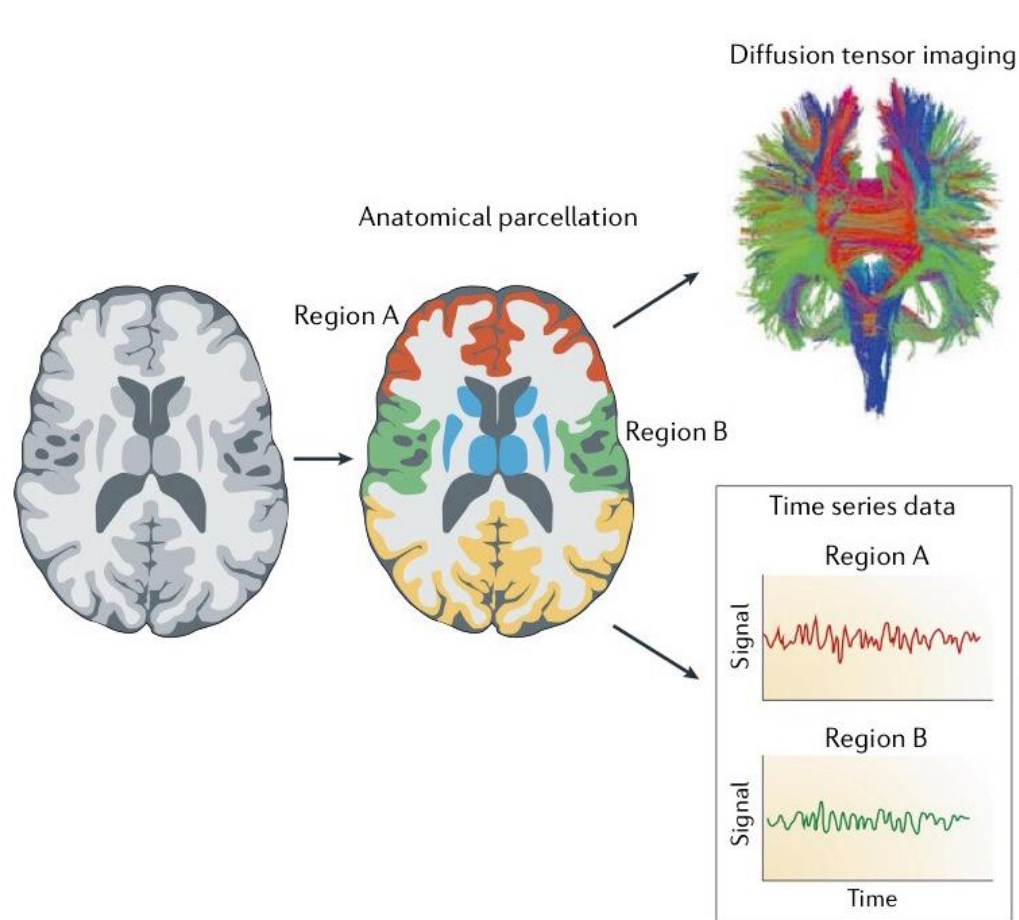 Diffusion tensor imaging
Anatomical parcellation
Region A
Region B
Time series data
Region A
Signal
Region B
Signal
Time